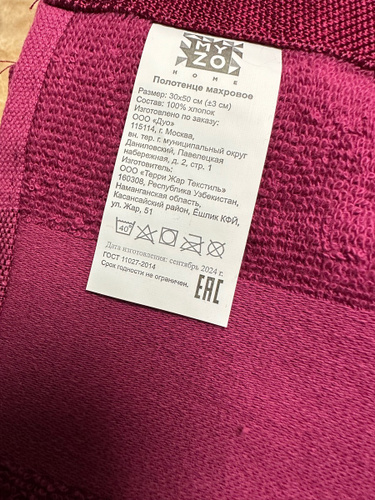 MY
ZO
HOME
Полотенце махровое
Размер: 30х50 см (±3 см)
Состав: 100% хлопок
Изготовлено по заказу:
ООО «Дуо»
115114, г. Москва,
вн. тер. г. муниципальный округ
Даниловский, Павелецкая
набережная, д. 2, стр. 1
Изготовитель:
ООО «Терри Жар Текстиль»
160308, Республика Узбекистан,
Наманганская область,
Касансайский район, Ешлик КФЙ,
ул. Жар, 51
40
Дата изготовления: сентябрь 2024 г.
ГОСТ 11027-2014
Срок годности не ограничен.
EAC